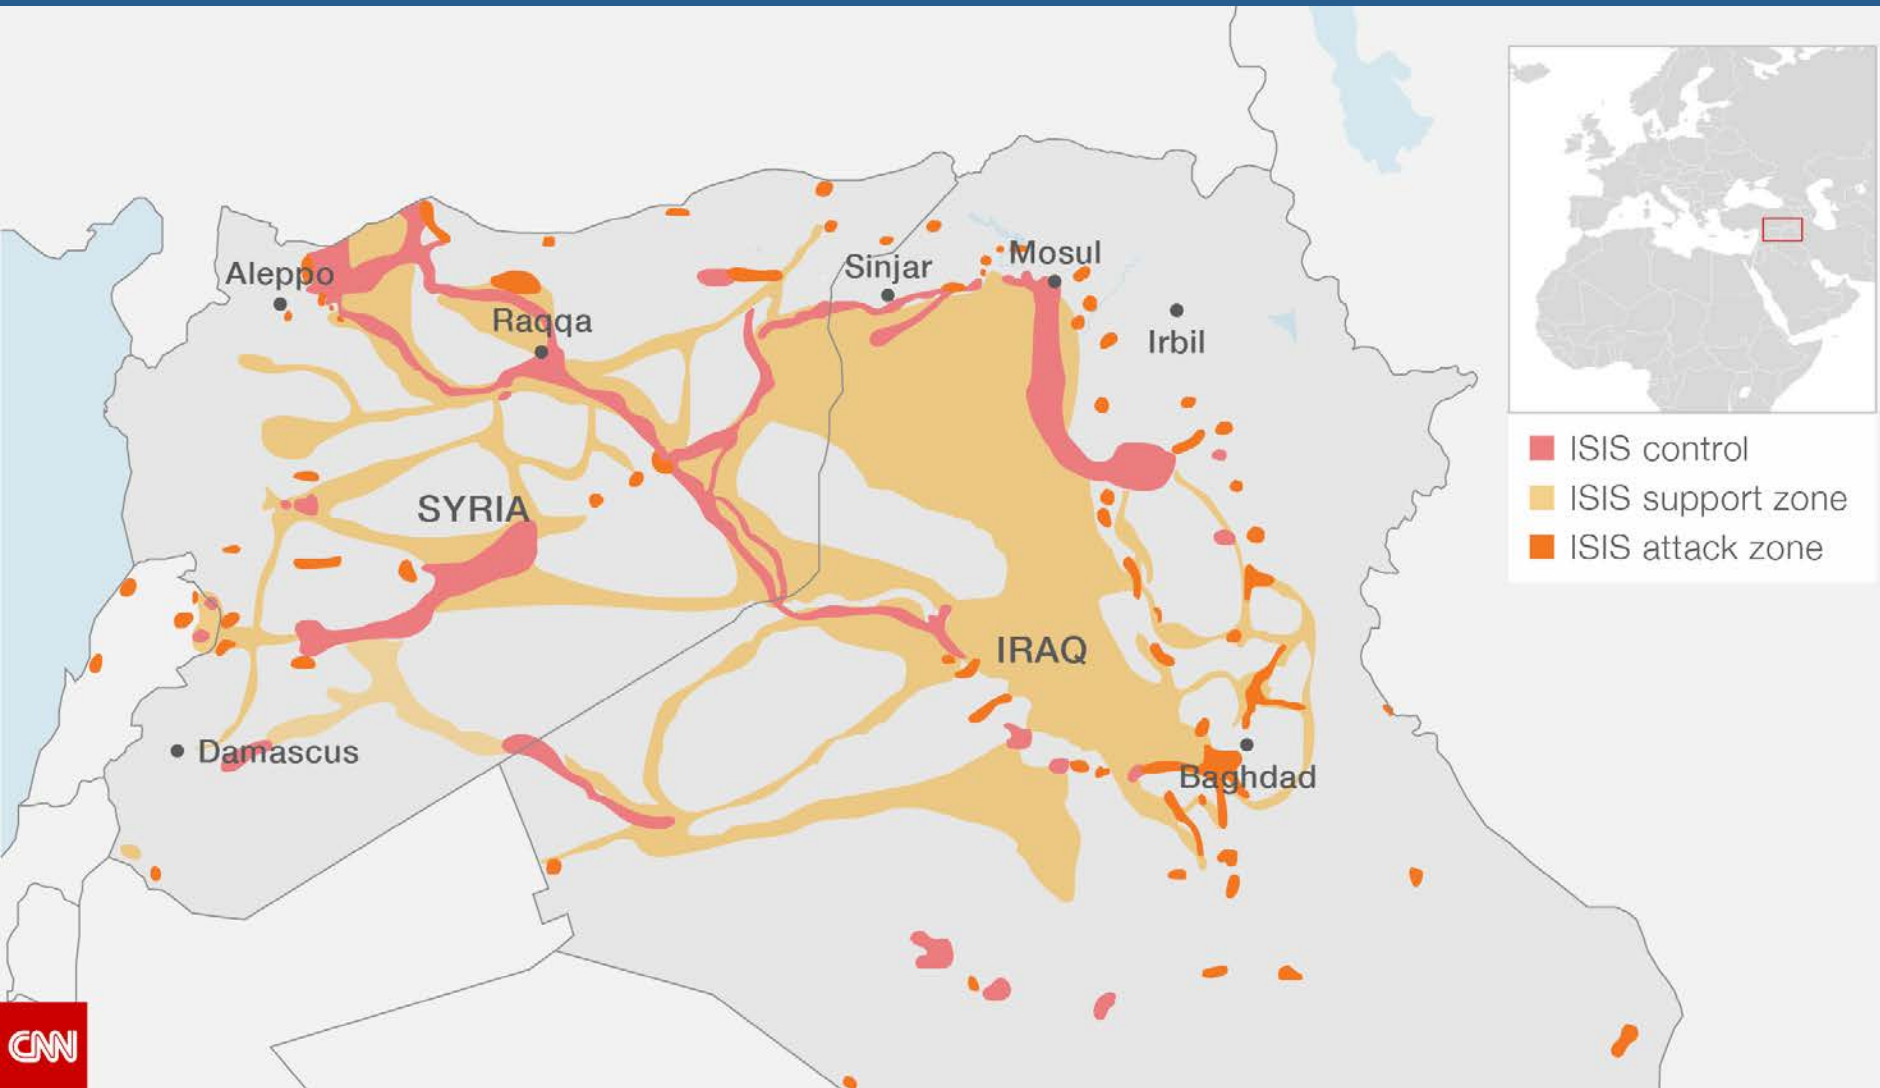 Aleppo
Raqqa
Sinjar
Mosul
Irbil
SYRIA
IRAQ
Damascus
Baghdad
ISIS control
ISIS support zone
ISIS attack zone
CNN